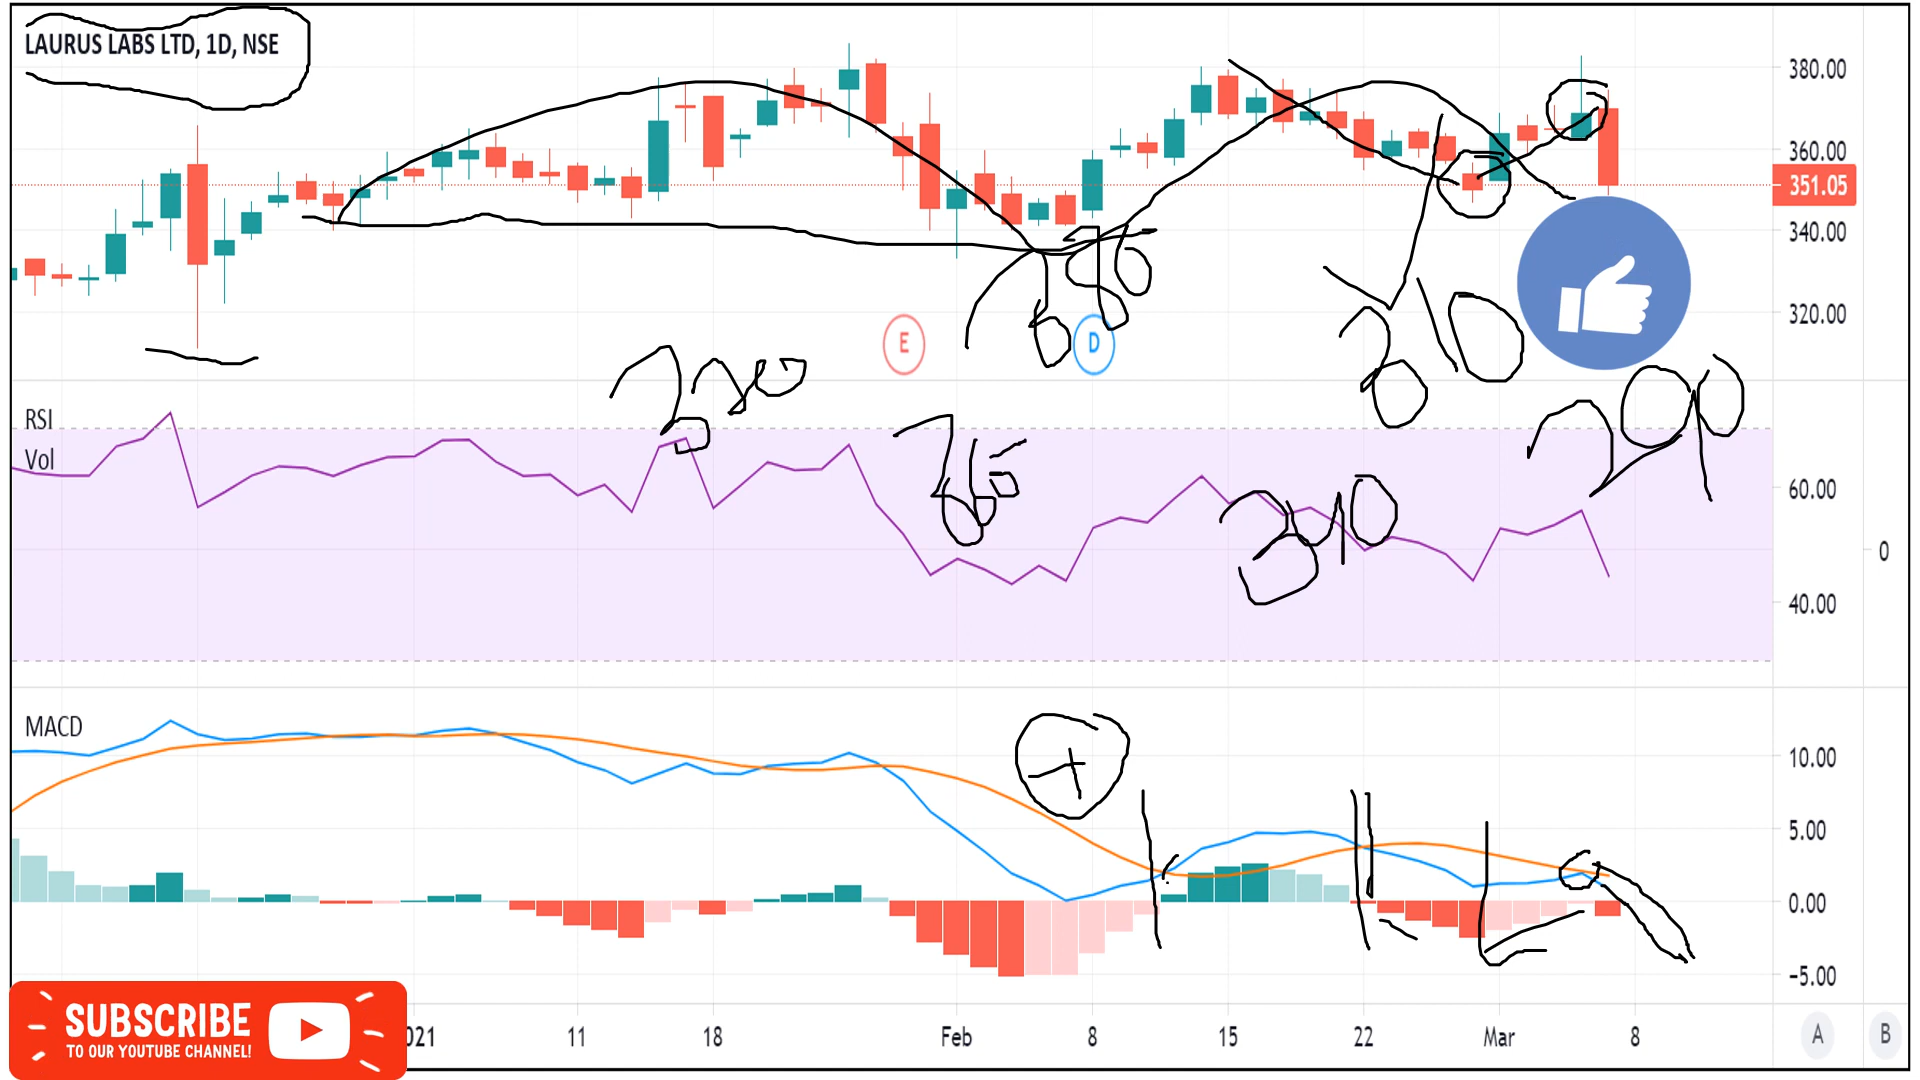 LAURUS LABS LTD, 1D, NSE
380.00
360.00
351.05
340.00
320.00
E
D
RSI
Vol
60.00
0
40.00
MACD
10.00
5.00
0.00
-5.00
SUBSCRIBE
TO OUR YOUTUBE CHANNEL!
021
11
18
Feb
8
15
22
Mar
8
A
B